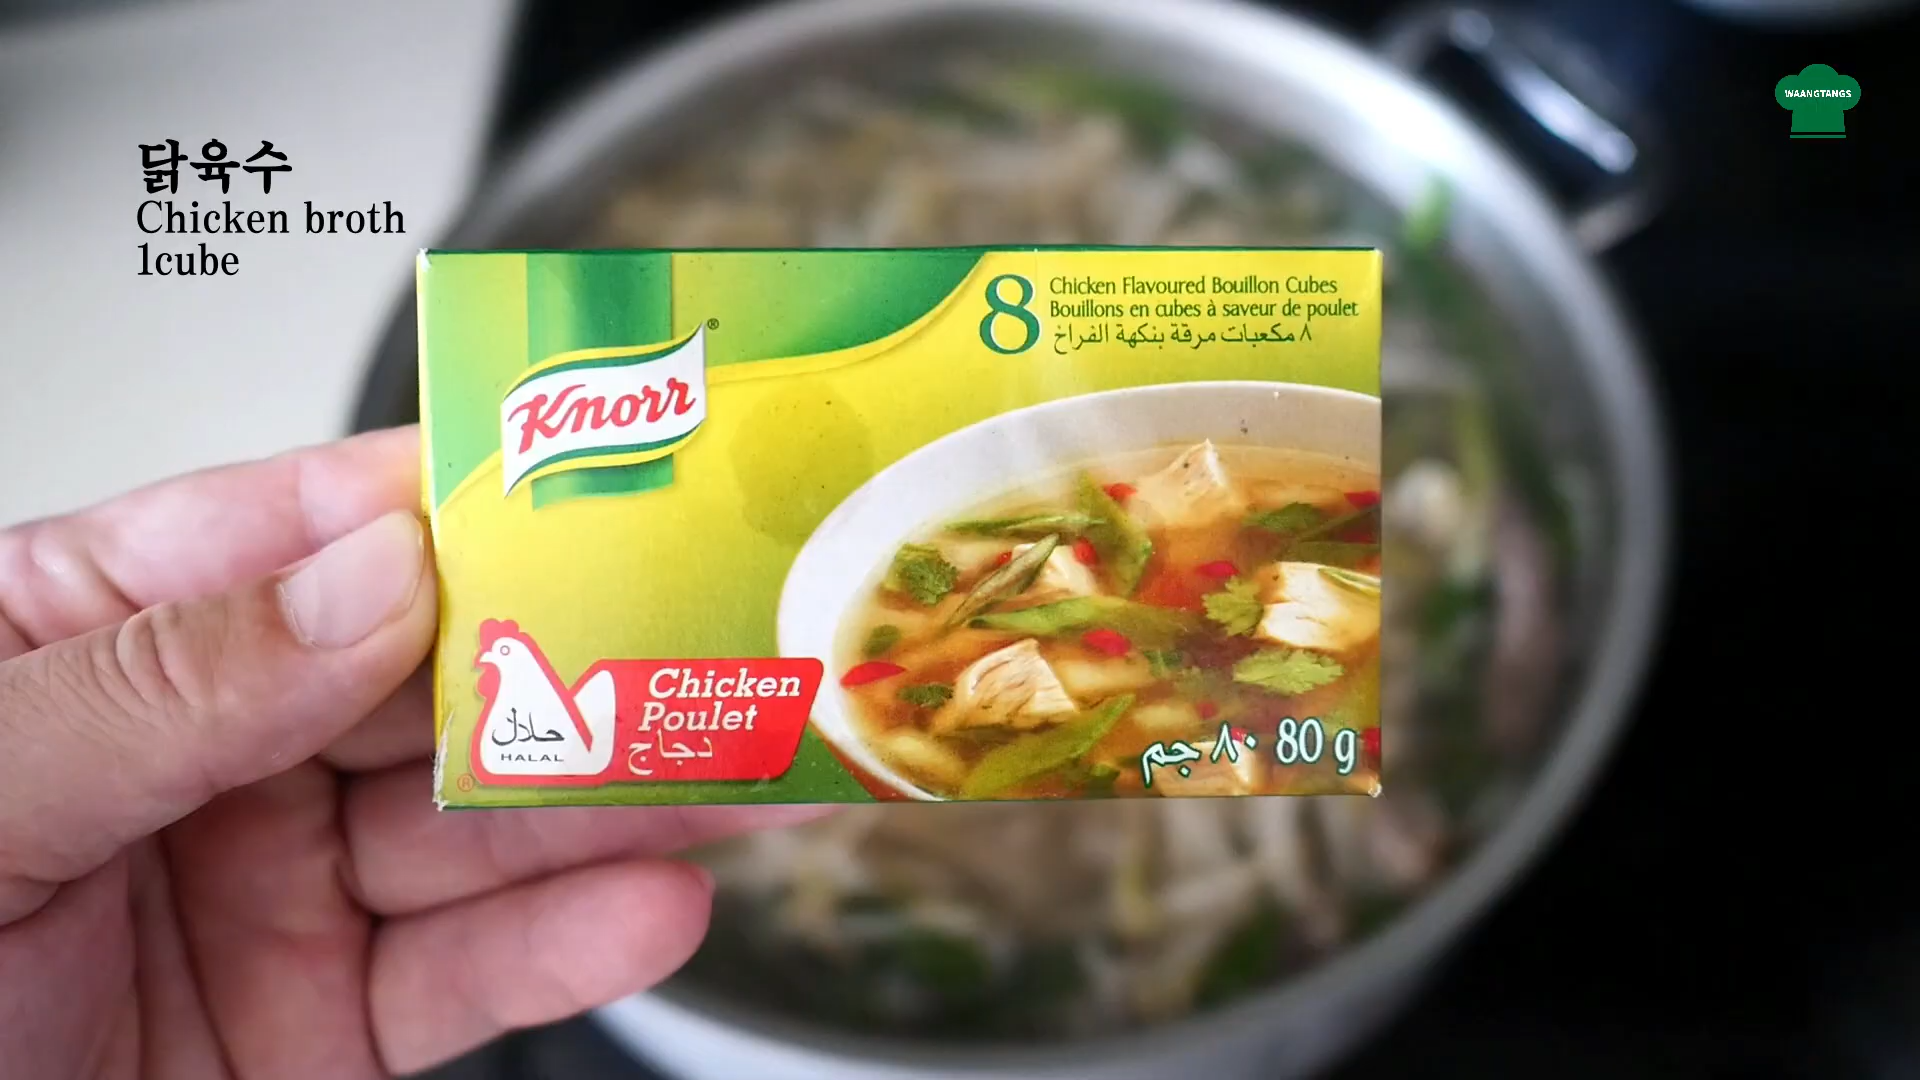 닭육수
Chicken broth
1cube
WAANGTANGS
8
Chicken Flavoured Bouillon Cubes
Bouillons en cubes à saveur de poulet
٨ مكعبات مرقة بنكهة الفراخ
Knorr®
Chicken
Poulet
دجاج
حلال
HALAL
®
٨٠ جم 80 g